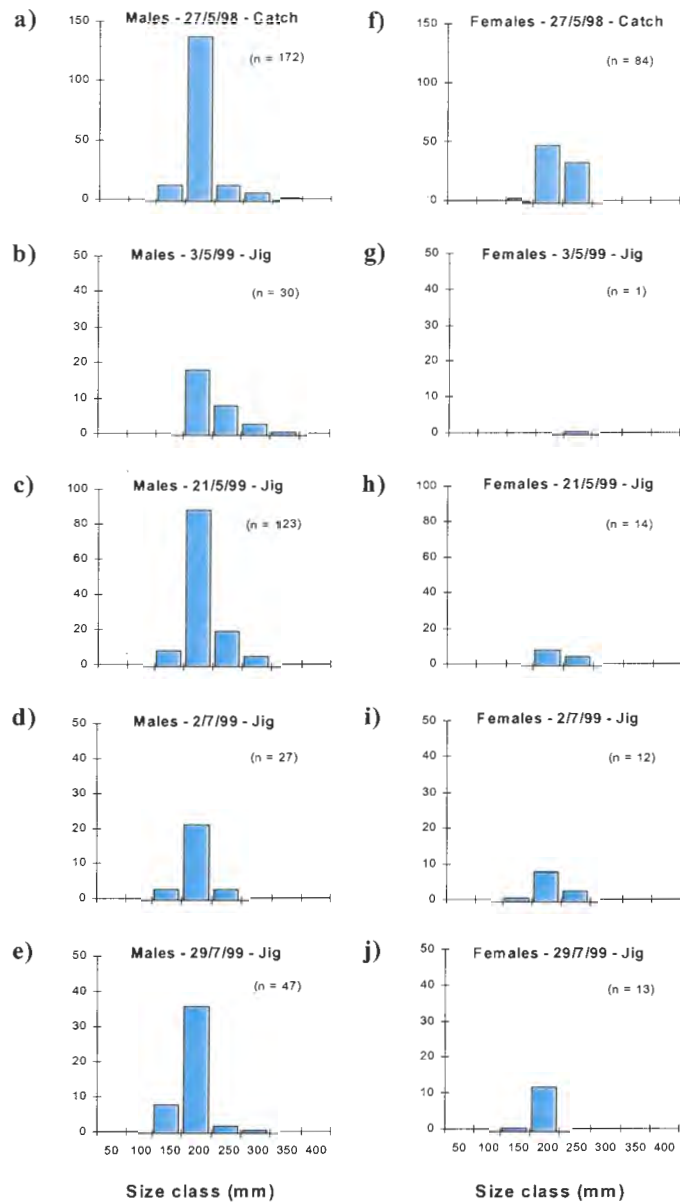 a)
Males - 27/5/98 - Catch
(n = 172)
150
100
50
0
f)
Females - 27/5/98 - Catch
(n = 84)
150
100
50
0
b)
Males - 3/5/99 - Jig
(n = 30)
50
40
30
20
10
0
g)
Females - 3/5/99 - Jig
(n = 1)
50
40
30
20
10
0
c)
Males - 21/5/99 - Jig
(n = 123)
100
80
60
40
20
0
h)
Females - 21/5/99 - Jig
(n = 14)
100
80
60
40
20
0
d)
Males - 2/7/99 - Jig
(n = 27)
50
40
30
20
10
0
i)
Females - 2/7/99 - Jig
(n = 12)
50
40
30
20
10
0
e)
Males - 29/7/99 - Jig
(n = 47)
50
40
30
20
10
0
50 100 150 200 250 300 350 400
Size class (mm)
j)
Females - 29/7/99 - Jig
(n = 13)
50
40
30
20
10
0
50 100 150 200 250 300 350 400
Size class (mm)